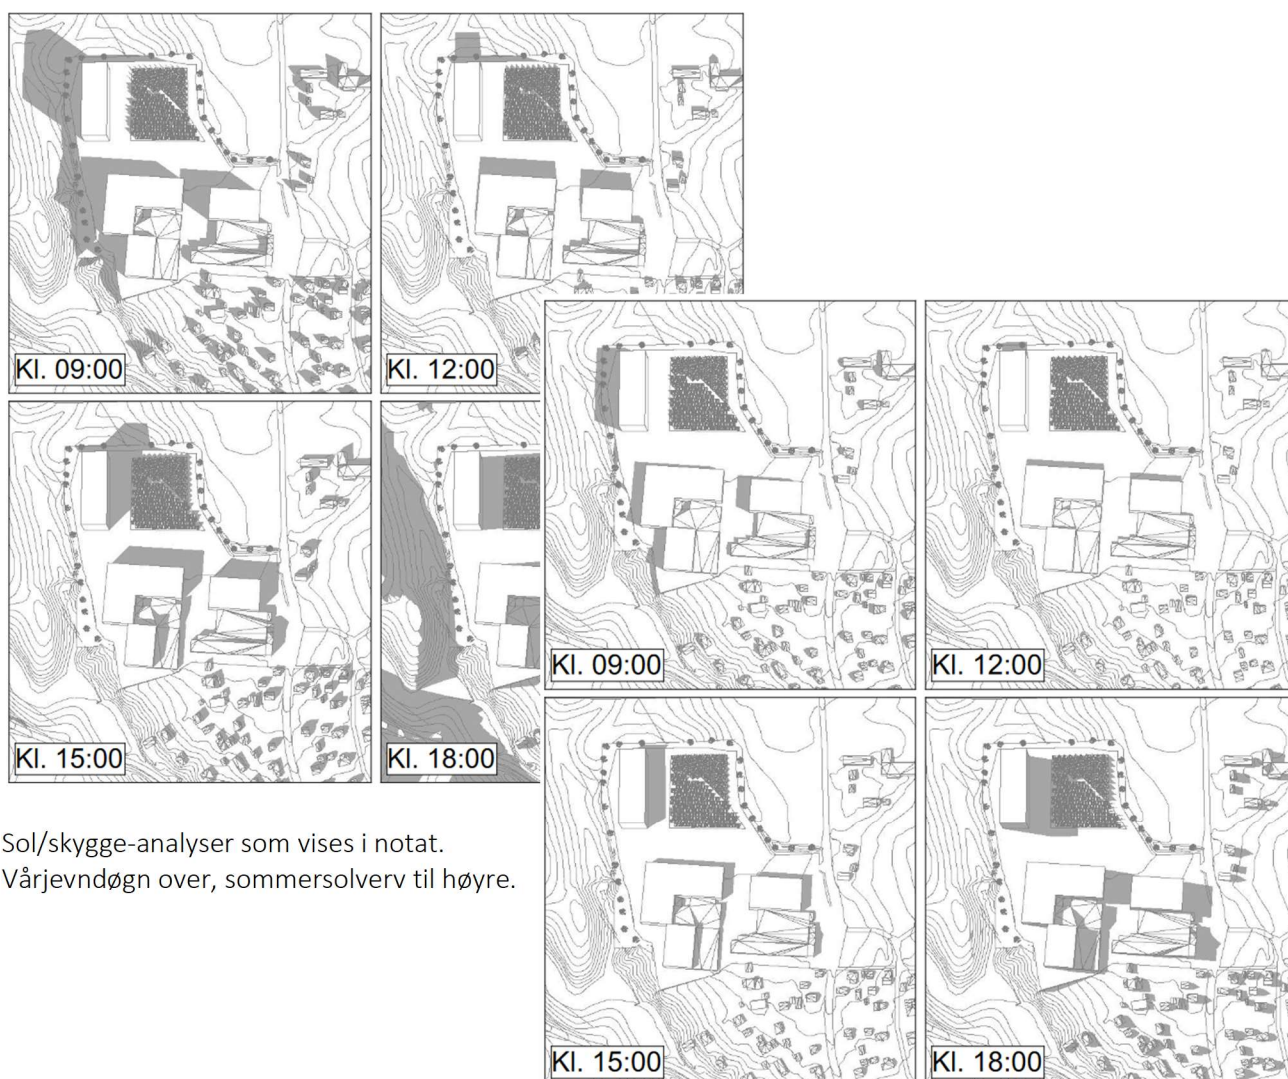 Kl. 09:00
Kl. 12:00
Kl. 15:00
Kl. 18:00
Kl. 09:00
Kl. 12:00
Kl. 15:00
Kl. 18:00
Sol/skygge-analyser som vises i notat.
Vårjevndøgn over, sommersolverv til høyre.